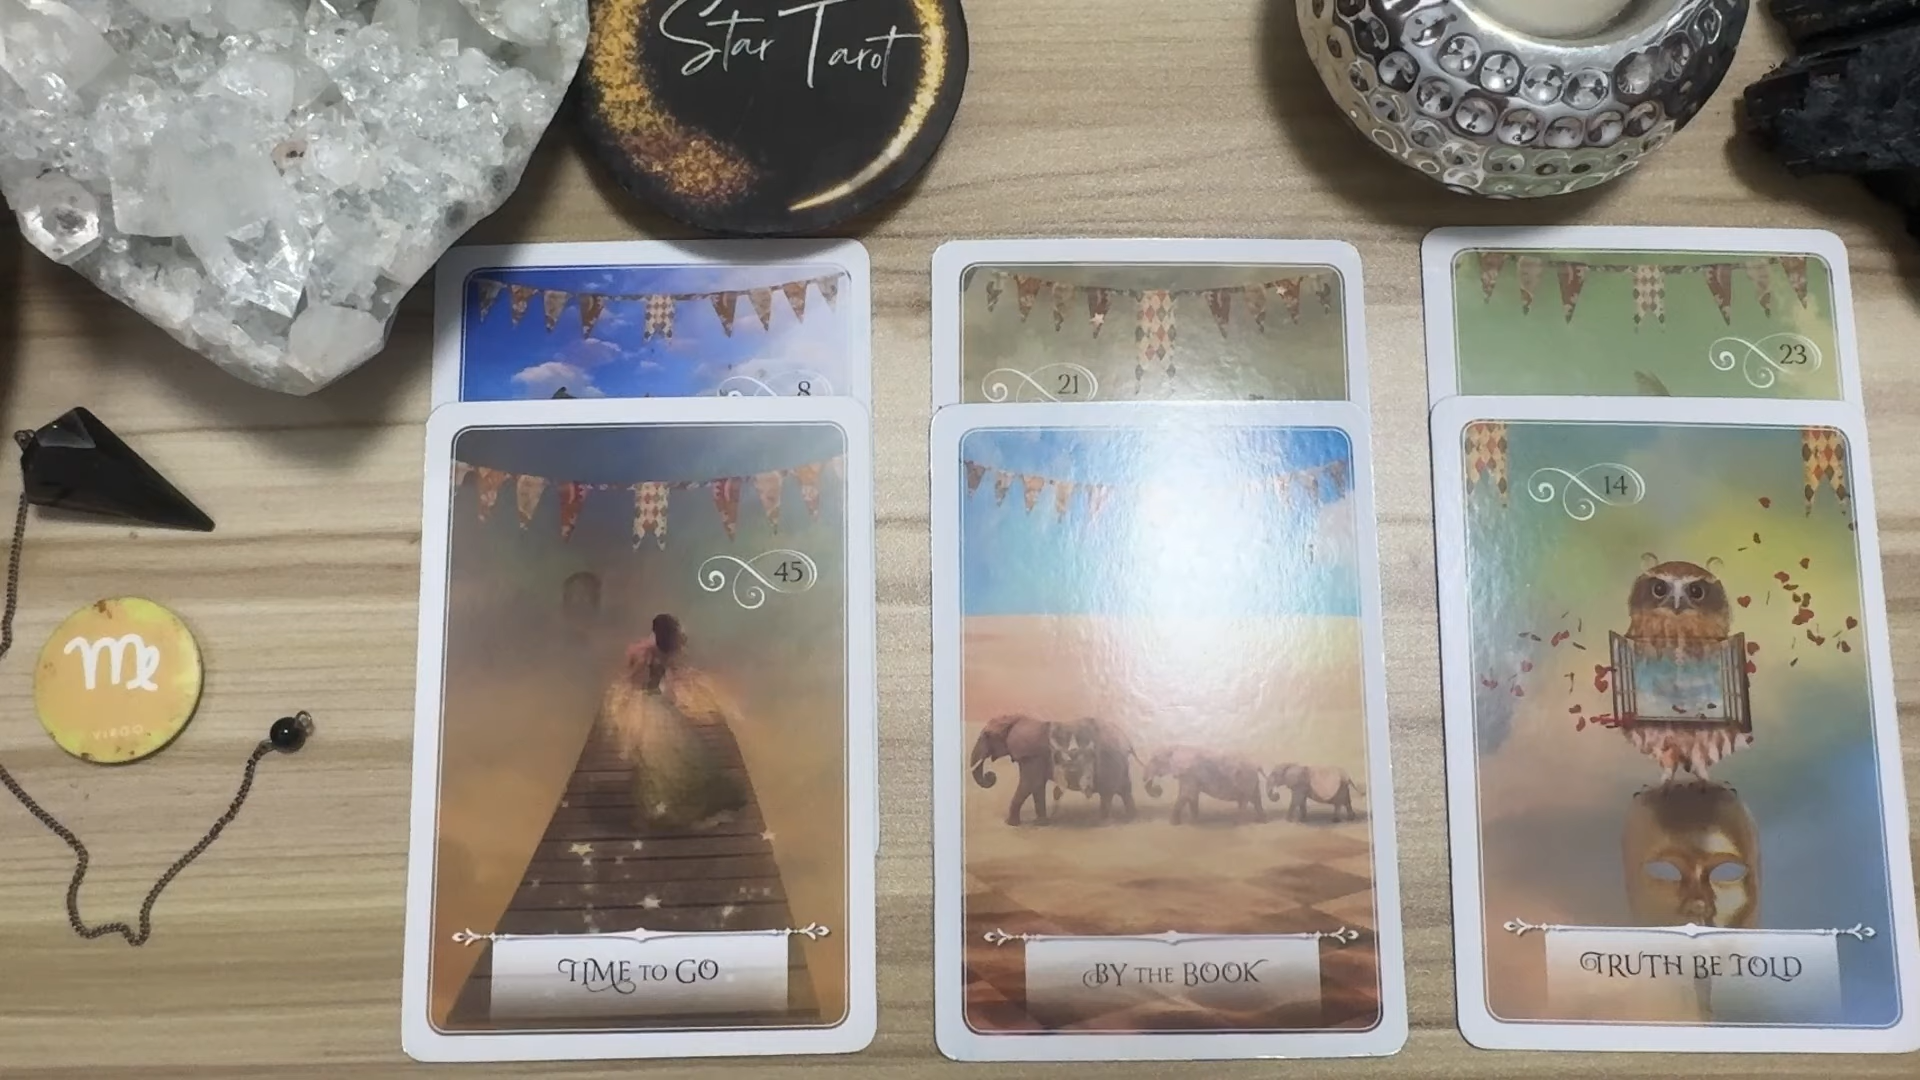 Star Tarot
8
21
23
45
14
VIRGO
TIME TO GO
BY THE BOOK
TRUTH BE TOLD